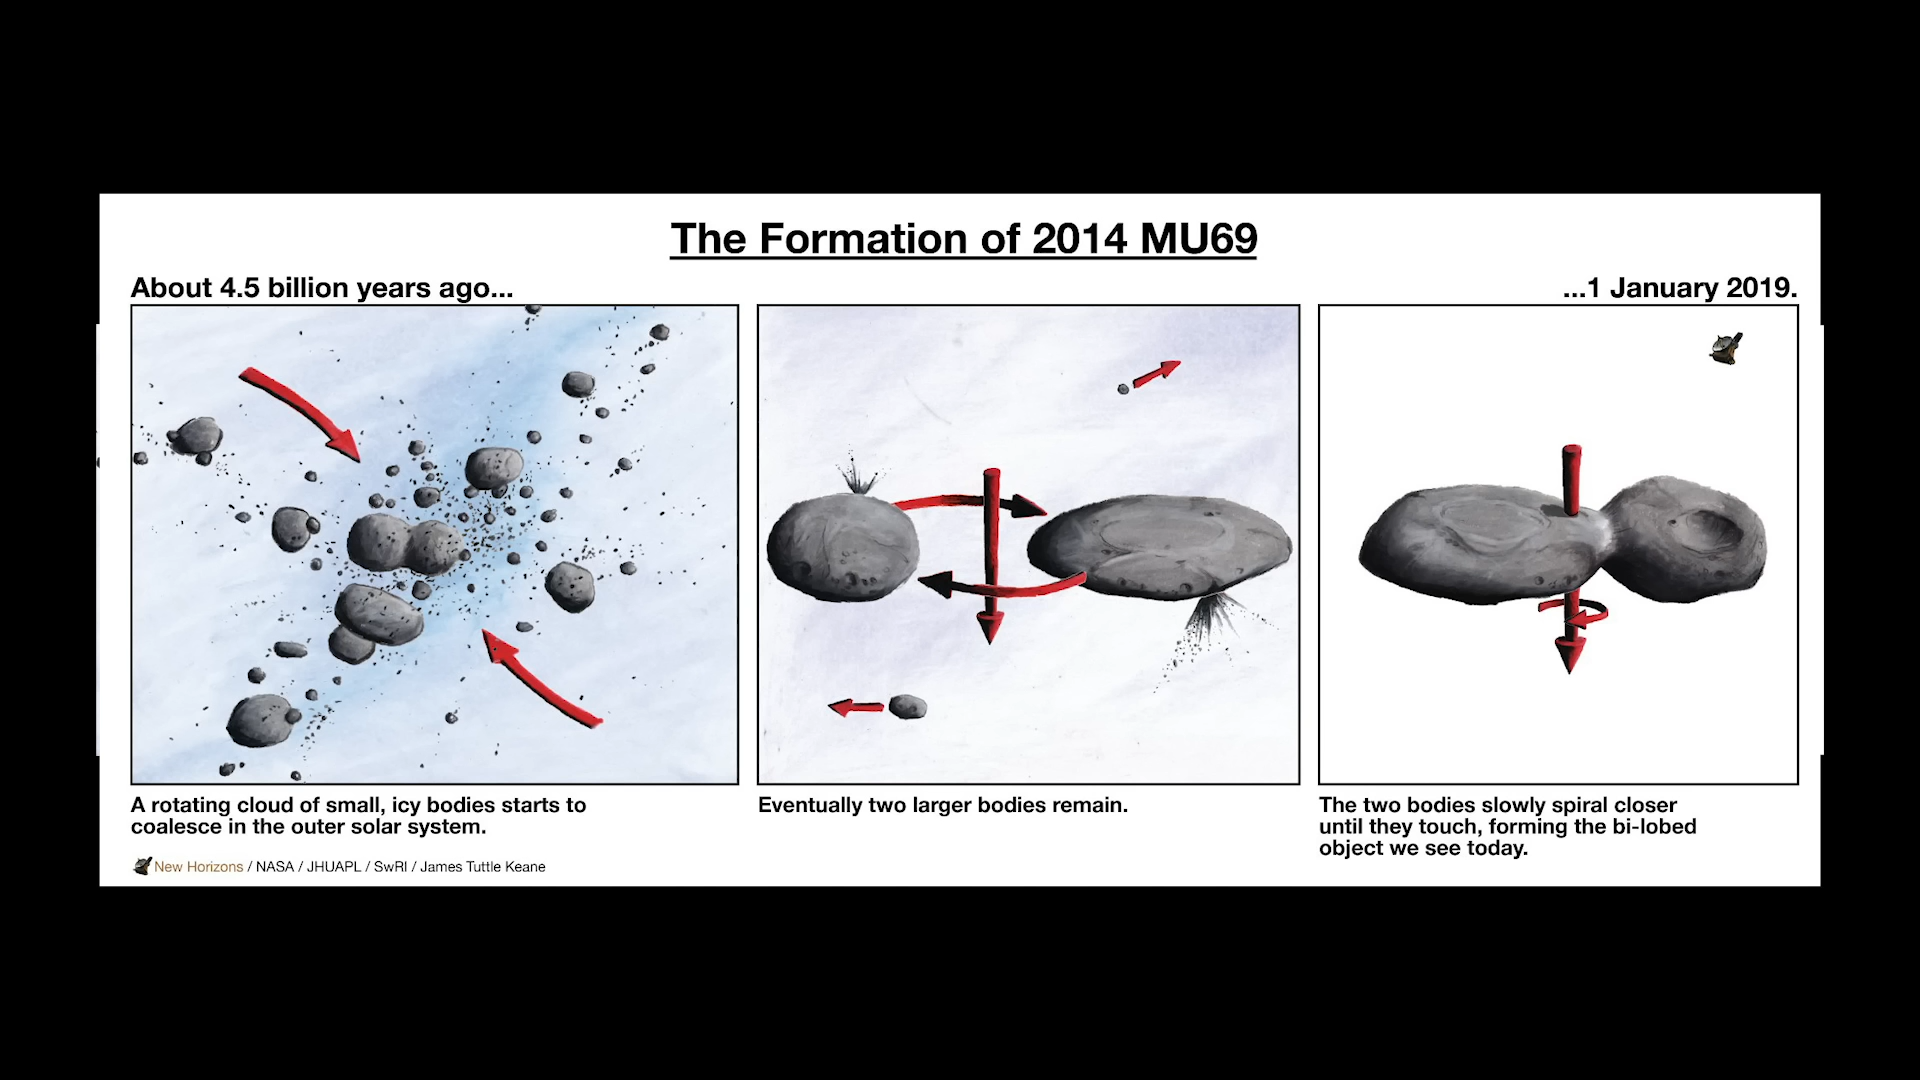 The Formation of 2014 MU69
About 4.5 billion years ago...
...1 January 2019.
A rotating cloud of small, icy bodies starts to
coalesce in the outer solar system.
Eventually two larger bodies remain.
The two bodies slowly spiral closer
until they touch, forming the bi-lobed
object we see today.
New Horizons / NASA / JHUAPL / SwRI / James Tuttle Keane